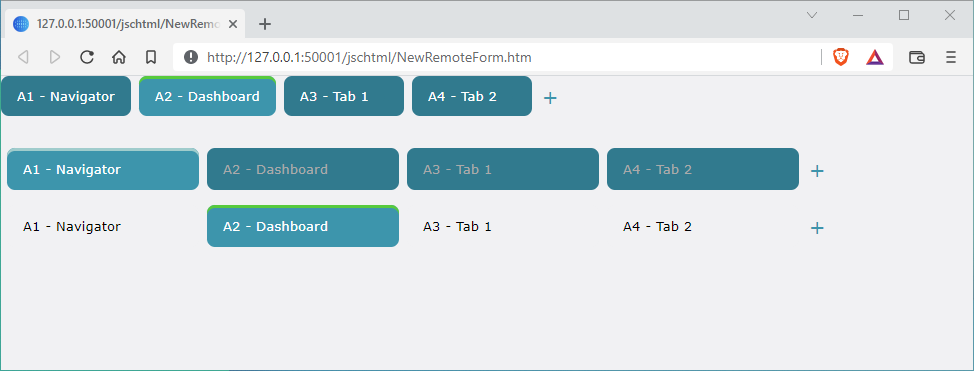 127.0.0.1:50001/jschtml/NewRemo
http://127.0.0.1:50001/jschtml/NewRemoteForm.htm
A1 - Navigator A2 - Dashboard A3 - Tab 1 A4 - Tab 2 +
A1 - Navigator A2 - Dashboard A3 - Tab 1 A4 - Tab 2 +
A1 - Navigator A2 - Dashboard A3 - Tab 1 A4 - Tab 2 +